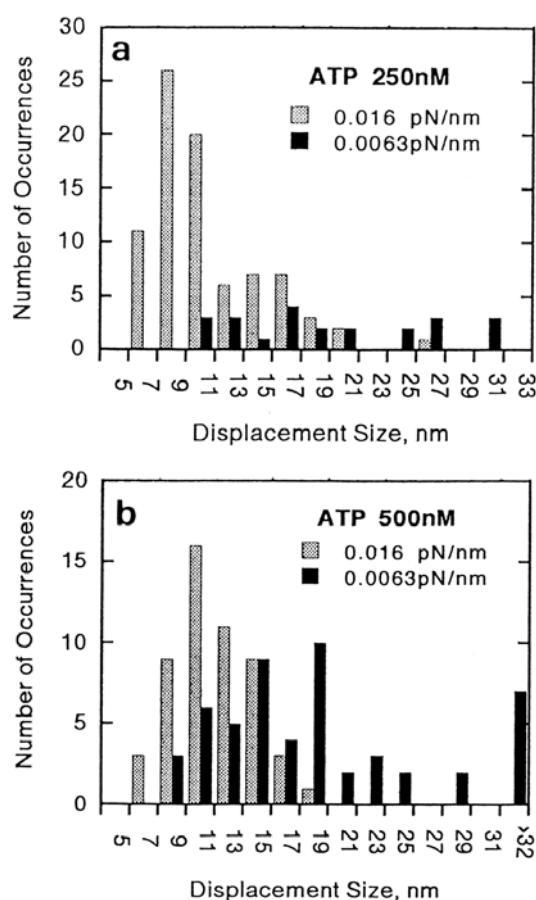 30
a
25
ATP 250nM
0.016 pN/nm
20
0.0063pN/nm
15
10
5
0
Number of Occurrences
5 7 9 11 13 15 17 19 21 23 25 27 29 31 33
Displacement Size, nm
20
b
ATP 500nM
0.016 pN/nm
15
0.0063pN/nm
10
5
0
Number of Occurrences
5 7 9 11 13 15 17 19 21 23 25 27 29 31 >32
Displacement Size, nm